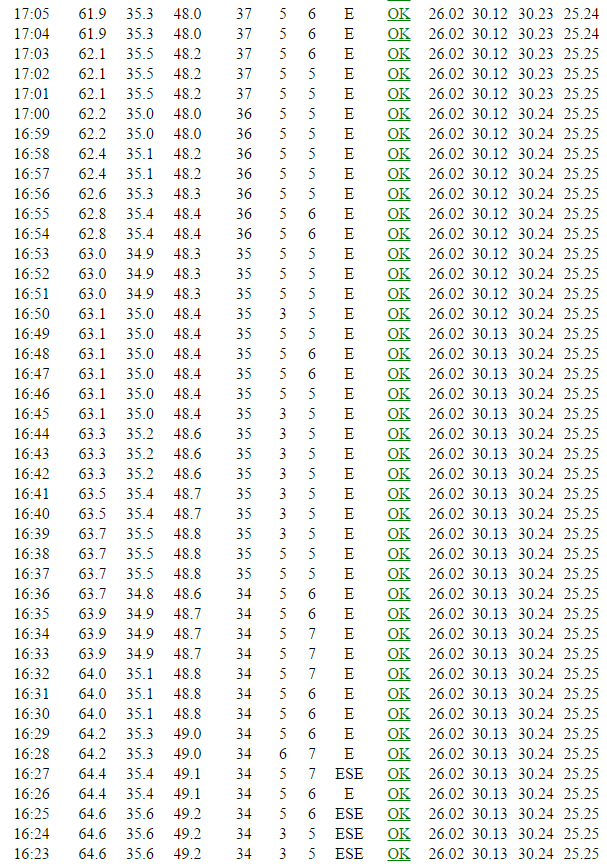 17:05 61.9 35.3 48.0 37 5 6 E OK 26.02 30.12 30.23 25.24
17:04 61.9 35.3 48.0 37 5 6 E OK 26.02 30.12 30.23 25.24
17:03 62.1 35.5 48.2 37 5 6 E OK 26.02 30.12 30.23 25.25
17:02 62.1 35.5 48.2 37 5 5 E OK 26.02 30.12 30.23 25.25
17:01 62.1 35.5 48.2 37 5 5 E OK 26.02 30.12 30.23 25.25
17:00 62.2 35.0 48.0 36 5 5 E OK 26.02 30.12 30.24 25.25
16:59 62.2 35.0 48.0 36 5 5 E OK 26.02 30.12 30.24 25.25
16:58 62.4 35.1 48.2 36 5 5 E OK 26.02 30.12 30.24 25.25
16:57 62.4 35.1 48.2 36 5 5 E OK 26.02 30.12 30.24 25.25
16:56 62.6 35.3 48.3 36 5 5 E OK 26.02 30.12 30.24 25.25
16:55 62.8 35.4 48.4 36 5 6 E OK 26.02 30.12 30.24 25.25
16:54 62.8 35.4 48.4 36 5 6 E OK 26.02 30.12 30.24 25.25
16:53 63.0 34.9 48.3 35 5 5 E OK 26.02 30.12 30.24 25.25
16:52 63.0 34.9 48.3 35 5 5 E OK 26.02 30.12 30.24 25.25
16:51 63.0 34.9 48.3 35 5 5 E OK 26.02 30.12 30.24 25.25
16:50 63.1 35.0 48.4 35 3 5 E OK 26.02 30.12 30.24 25.25
16:49 63.1 35.0 48.4 35 5 5 E OK 26.02 30.13 30.24 25.25
16:48 63.1 35.0 48.4 35 5 6 E OK 26.02 30.13 30.24 25.25
16:47 63.1 35.0 48.4 35 5 6 E OK 26.02 30.13 30.24 25.25
16:46 63.1 35.0 48.4 35 5 5 E OK 26.02 30.13 30.24 25.25
16:45 63.1 35.0 48.4 35 3 5 E OK 26.02 30.13 30.24 25.25
16:44 63.3 35.2 48.6 35 3 5 E OK 26.02 30.13 30.24 25.25
16:43 63.3 35.2 48.6 35 3 5 E OK 26.02 30.13 30.24 25.25
16:42 63.3 35.2 48.6 35 3 5 E OK 26.02 30.13 30.24 25.25
16:41 63.5 35.4 48.7 35 3 5 E OK 26.02 30.13 30.24 25.25
16:40 63.5 35.4 48.7 35 3 5 E OK 26.02 30.13 30.24 25.25
16:39 63.7 35.5 48.8 35 3 5 E OK 26.02 30.13 30.24 25.25
16:38 63.7 35.5 48.8 35 5 5 E OK 26.02 30.13 30.24 25.25
16:37 63.7 35.5 48.8 35 5 5 E OK 26.02 30.13 30.24 25.25
16:36 63.7 34.8 48.6 34 5 6 E OK 26.02 30.13 30.24 25.25
16:35 63.9 34.9 48.7 34 5 6 E OK 26.02 30.13 30.24 25.25
16:34 63.9 34.9 48.7 34 5 7 E OK 26.02 30.13 30.24 25.25
16:33 63.9 34.9 48.7 34 5 7 E OK 26.02 30.13 30.24 25.25
16:32 64.0 35.1 48.8 34 5 7 E OK 26.02 30.13 30.24 25.25
16:31 64.0 35.1 48.8 34 5 6 E OK 26.02 30.13 30.24 25.25
16:30 64.0 35.1 48.8 34 5 6 E OK 26.02 30.13 30.24 25.25
16:29 64.2 35.3 49.0 34 5 6 E OK 26.02 30.13 30.24 25.25
16:28 64.2 35.3 49.0 34 6 7 E OK 26.02 30.13 30.24 25.25
16:27 64.4 35.4 49.1 34 5 7 ESE OK 26.02 30.13 30.24 25.25
16:26 64.4 35.4 49.1 34 5 6 E OK 26.02 30.13 30.24 25.25
16:25 64.6 35.6 49.2 34 5 6 ESE OK 26.02 30.13 30.24 25.25
16:24 64.6 35.6 49.2 34 3 5 ESE OK 26.02 30.13 30.24 25.25
16:23 64.6 35.6 49.2 34 3 5 ESE OK 26.02 30.13 30.24 25.25